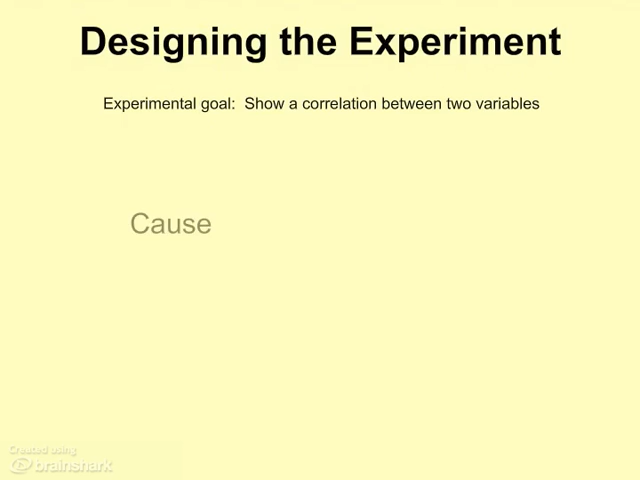 Designing the Experiment
Experimental goal: Show a correlation between two variables
Cause
Created using
brainshark